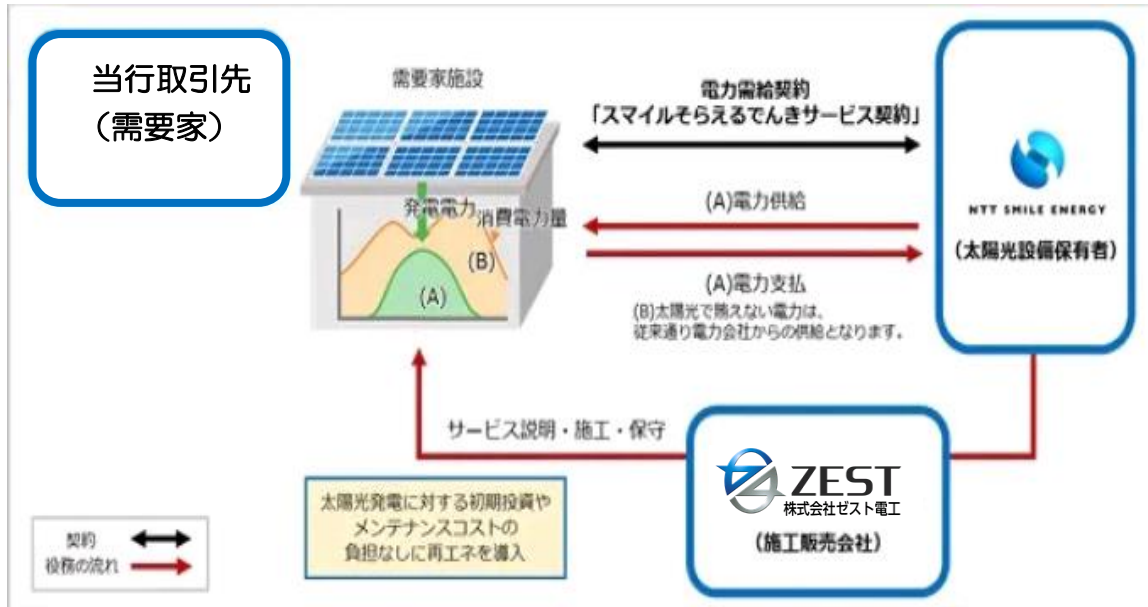 当行取引先
（需要家）
需要家施設
発電電力
消費電力量
(A)
(B)
電力需給契約
「スマイルそらえるでんきサービス契約」
(A)電力供給
(A)電力支払
(B)太陽光で賄えない電力は、
従来通り電力会社からの供給となります。
NTT SMILE ENERGY
（太陽光設備保有者）
サービス説明・施工・保守
ZEST
株式会社ゼスト電工
（施工販売会社）
太陽光発電に対する初期投資や
メンテナンスコストの
負担なしに再エネを導入
契約
役務の流れ